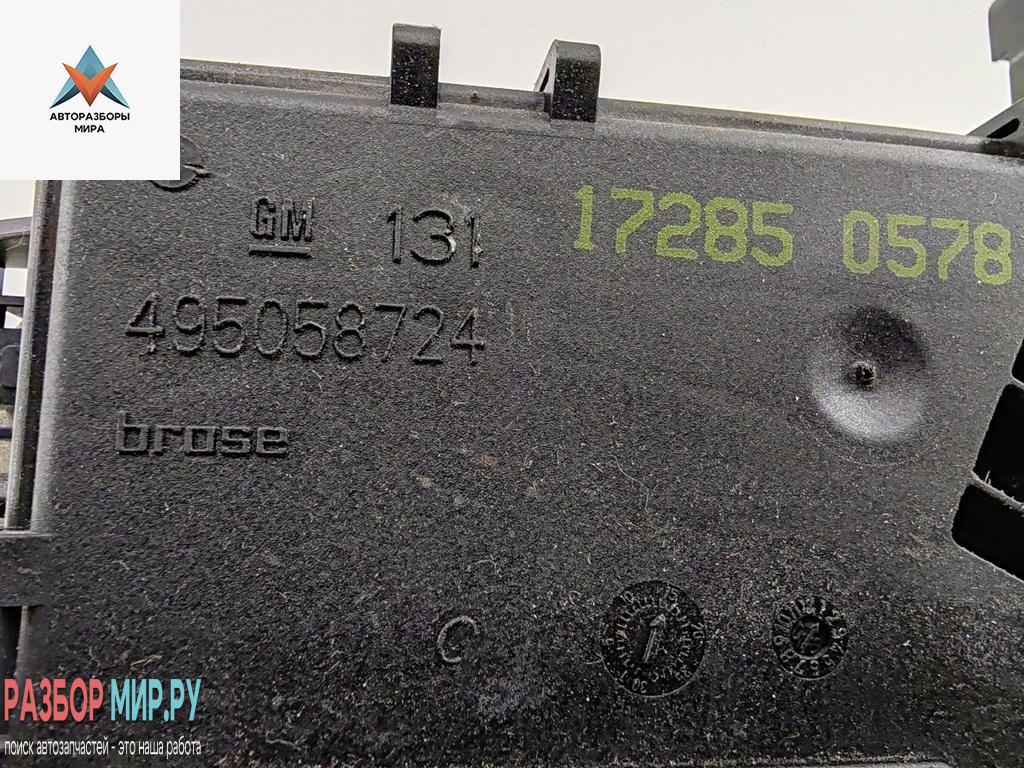 АВТОРАЗБОРЫ
МИРА
GM 131
17285 0578
495058724
brose
C
РАЗБОР МИР.РУ
поиск автозапчастей - это наша работа